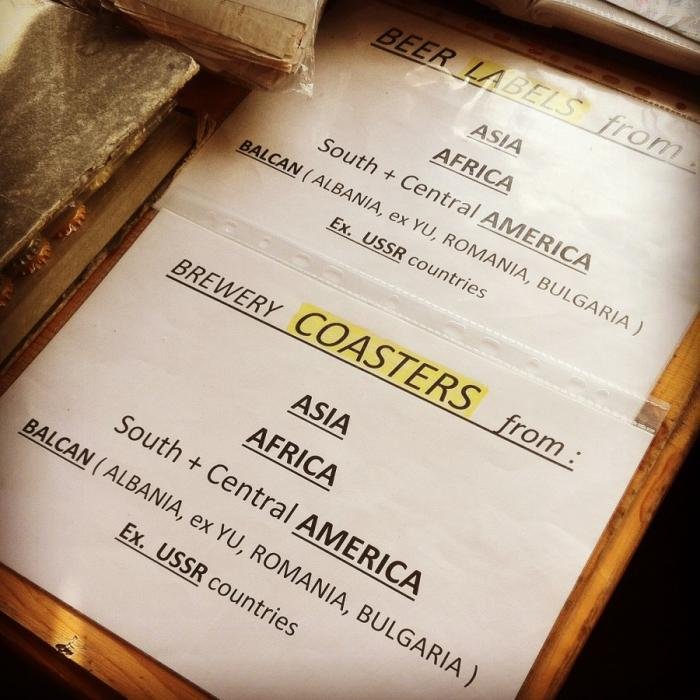 BEER LABELS from :
ASIA
AFRICA
South + Central AMERICA
BALCAN ( ALBANIA, ex YU, ROMANIA, BULGARIA )
Ex. USSR countries
BREWERY COASTERS from :
ASIA
AFRICA
South + Central AMERICA
BALCAN ( ALBANIA, ex YU, ROMANIA, BULGARIA )
Ex. USSR countries